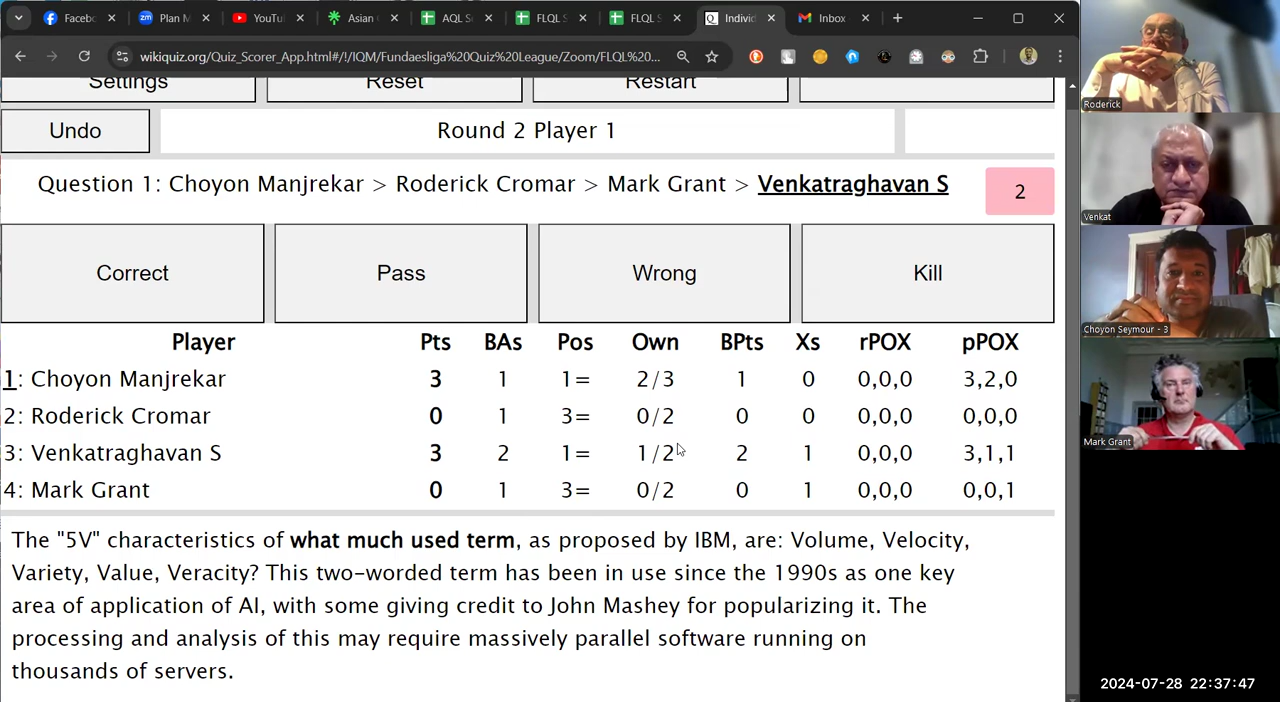 Facebc
Plan M
YouTu
Asian
AQL S
FLQL S
FLQL S
Individ
Inbox
wikiquiz.org/Quiz_Scorer_App.html#/!/IQM/Fundaesliga%20Quiz%20League/Zoom/FLQL%20...
Settings
Reset
Restart
Undo
Round 2 Player 1
Question 1: Choyon Manjrekar > Roderick Cromar > Mark Grant > Venkatraghavan S
2
Correct
Pass
Wrong
Kill
Player Pts BAs Pos Own BPts Xs rPOX pPOX
1: Choyon Manjrekar 3 1 1= 2/3 1 0 0,0,0 3,2,0
2: Roderick Cromar 0 1 3= 0/2 0 0 0,0,0 0,0,0
3: Venkatraghavan S 3 2 1= 1/2 2 1 0,0,0 3,1,1
4: Mark Grant 0 1 3= 0/2 0 1 0,0,0 0,0,1
The "5V" characteristics of what much used term, as proposed by IBM, are: Volume, Velocity,
Variety, Value, Veracity? This two-worded term has been in use since the 1990s as one key
area of application of AI, with some giving credit to John Mashey for popularizing it. The
processing and analysis of this may require massively parallel software running on
thousands of servers.
Roderick
Venkat
Choyon Seymour - 3
Mark Grant
2024-07-28 22:37:47